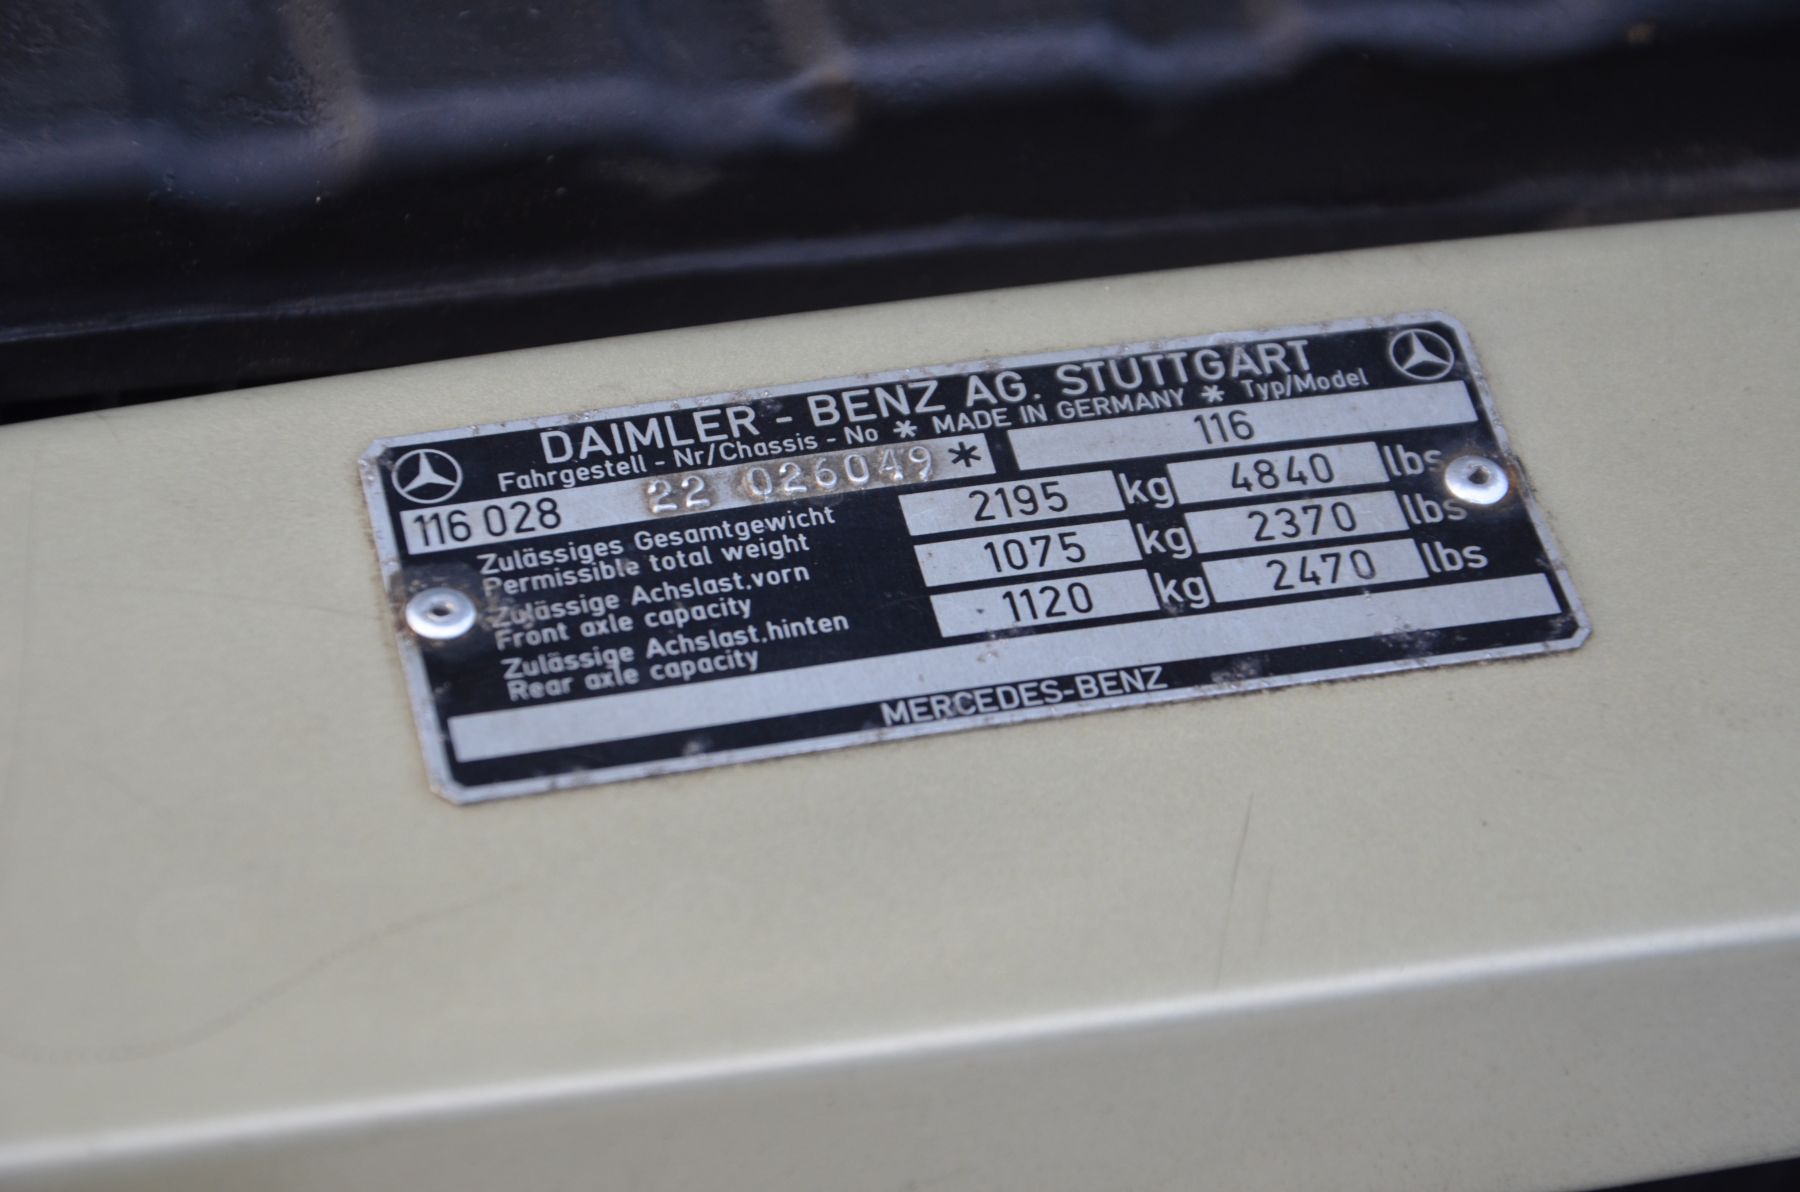 DAIMLER - BENZ AG. STUTTGART
Fahrgestell - Nr/Chassis - No * MADE IN GERMANY * Typ/Model
116 028 22 026049 * 116
Zulässiges Gesamtgewicht
Permissible total weight 2195 kg 4840 lbs
Zulässige Achslast.vorn
Front axle capacity 1075 kg 2370 lbs
Zulässige Achslast.hinten
Rear axle capacity 1120 kg 2470 lbs
MERCEDES-BENZ